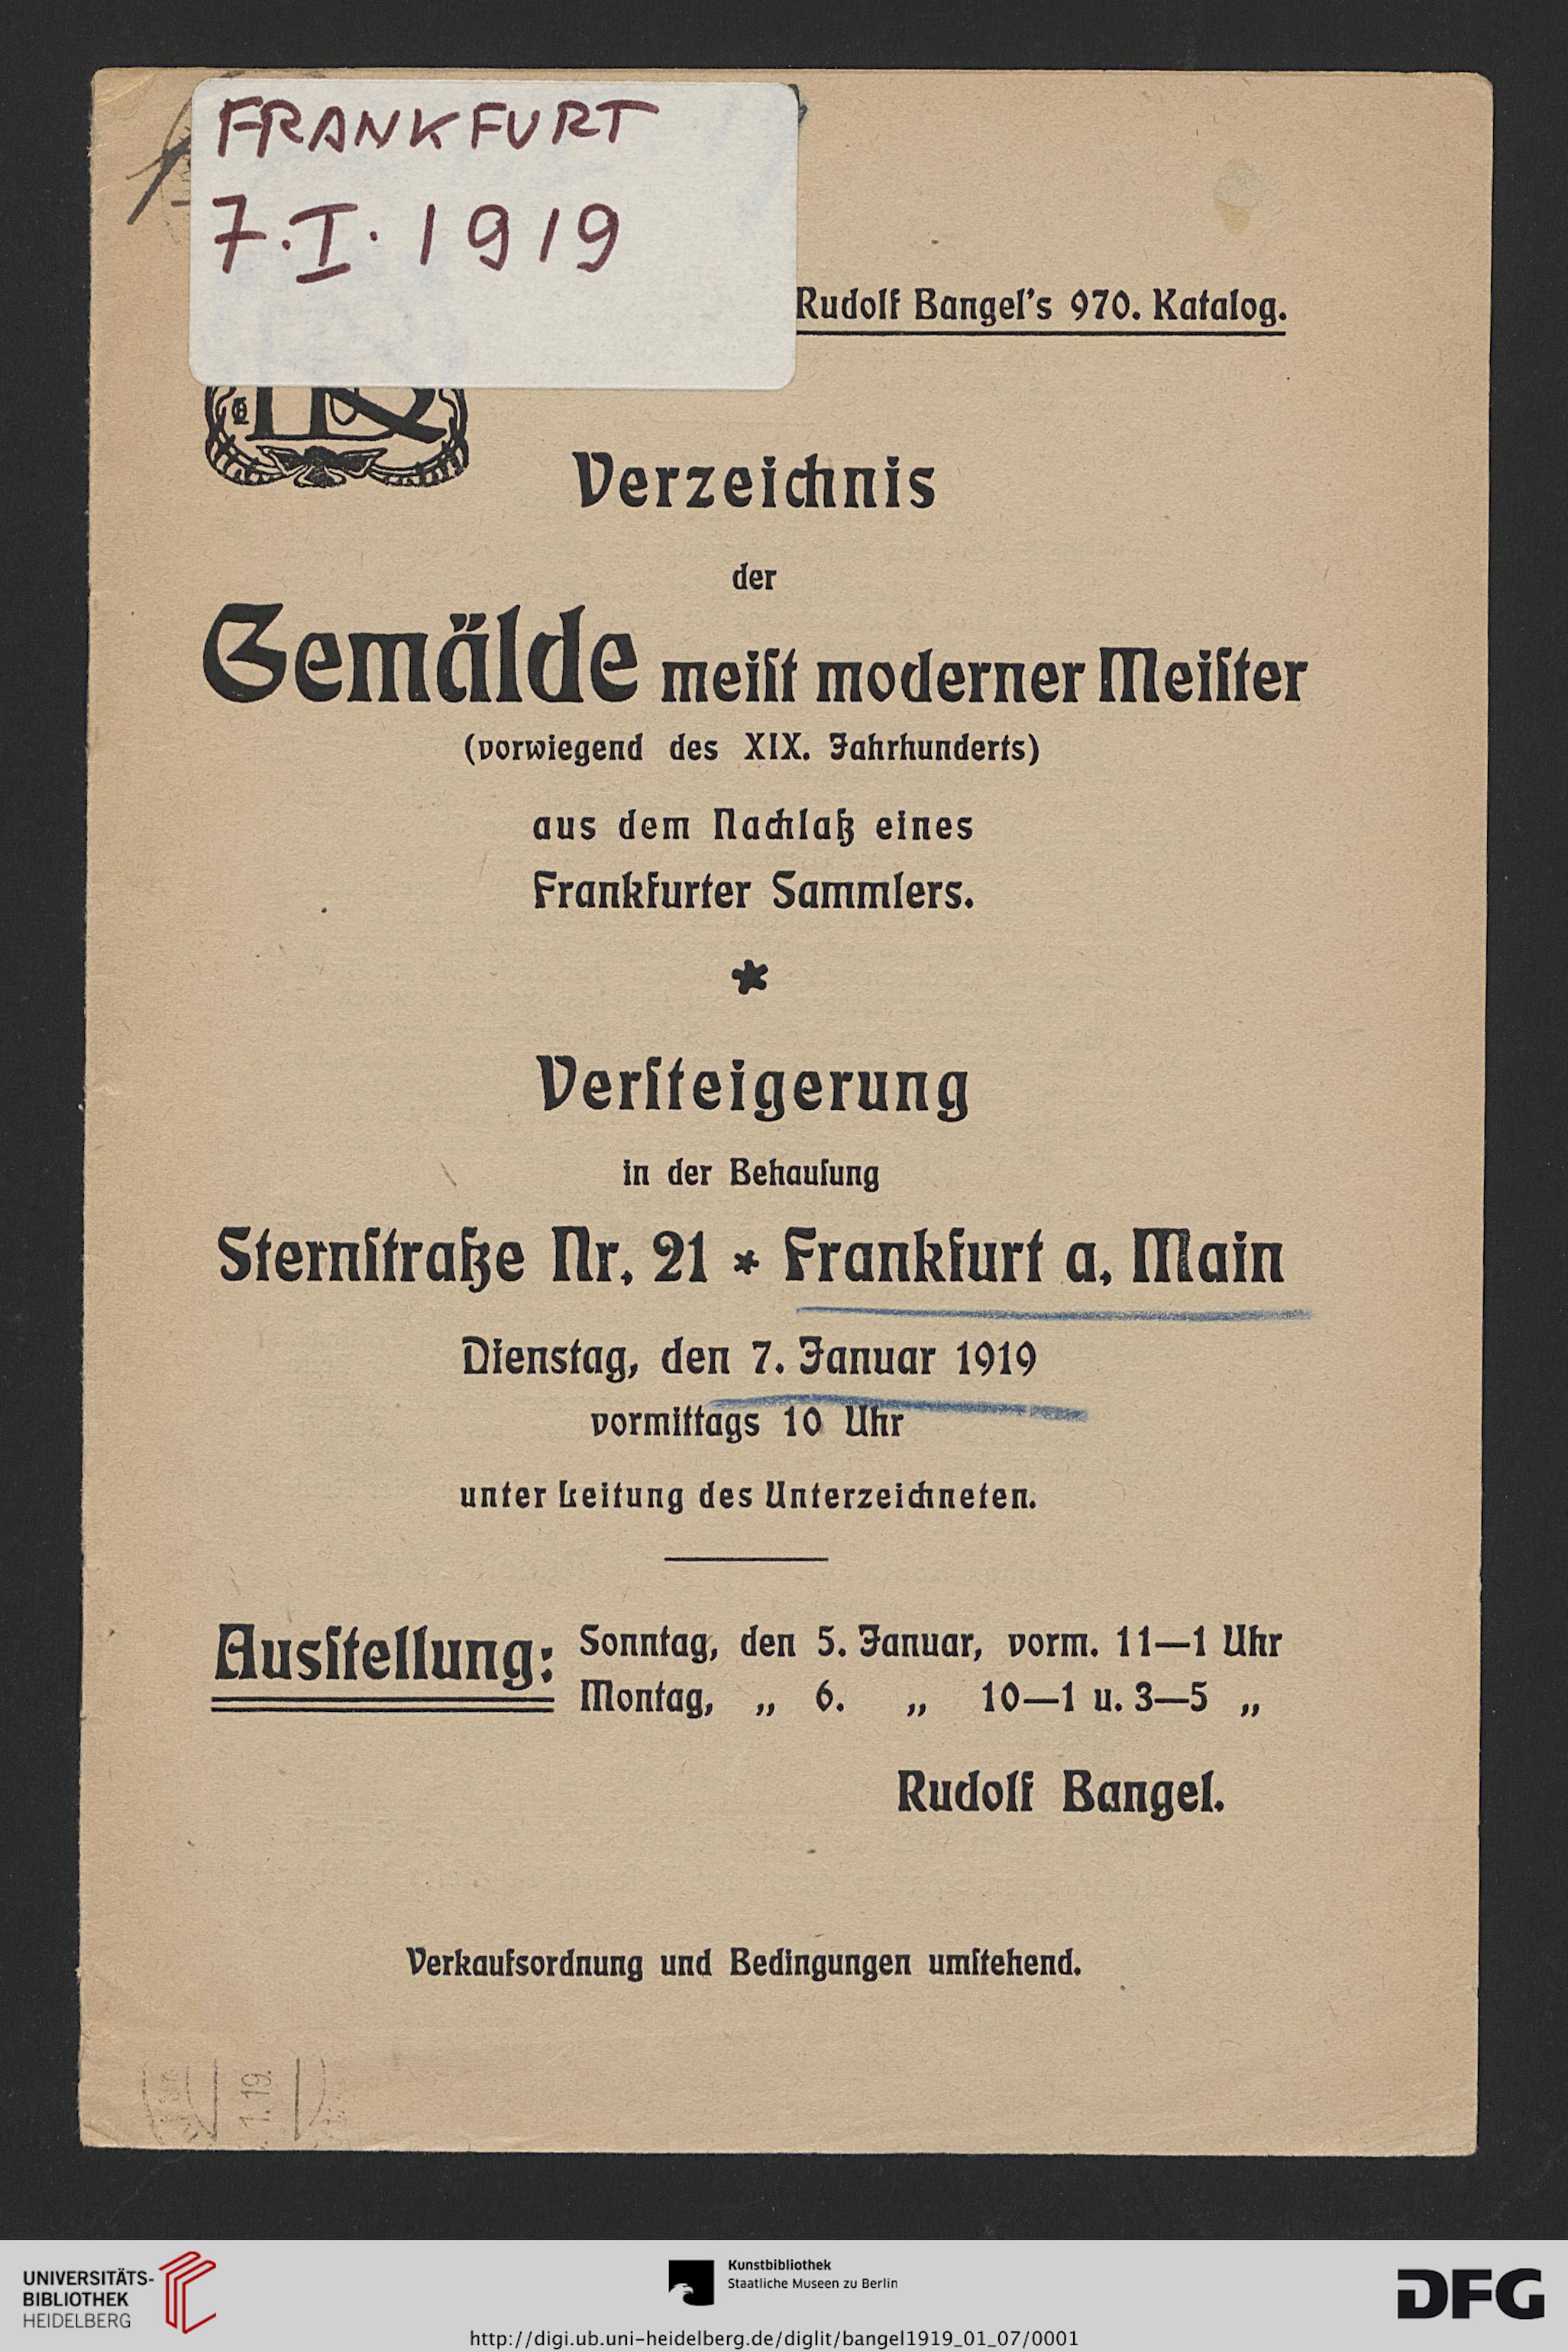 FRANKFURT
7.I.1919
Rudolf Bangel's 970. Katalog.
Verzeichnis
der
Gemälde meiſt moderner Meiſter
(vorwiegend des XIX. Jahrhunderts)
aus dem Nachlaß eines
Frankfurter Sammlers.
*
Verſteigerung
in der Behauſung
Sternſtraße Nr. 21 * Frankfurt a. Main
Dienstag, den 7. Januar 1919
vormittags 10 Uhr
unter Leitung des Unterzeichneten.
Ausſtellung: Sonntag, den 5. Januar, vorm. 11—1 Uhr
Montag, „ 6. „ 10—1 u. 3—5 „
Rudolf Bangel.
Verkaufsordnung und Bedingungen umſtehend.
1.19.
UNIVERSITÄTS-
BIBLIOTHEK
HEIDELBERG
Kunstbibliothek
Staatliche Museen zu Berlin
DFG
http://digi.ub.uni-heidelberg.de/diglit/bangel1919_01_07/0001